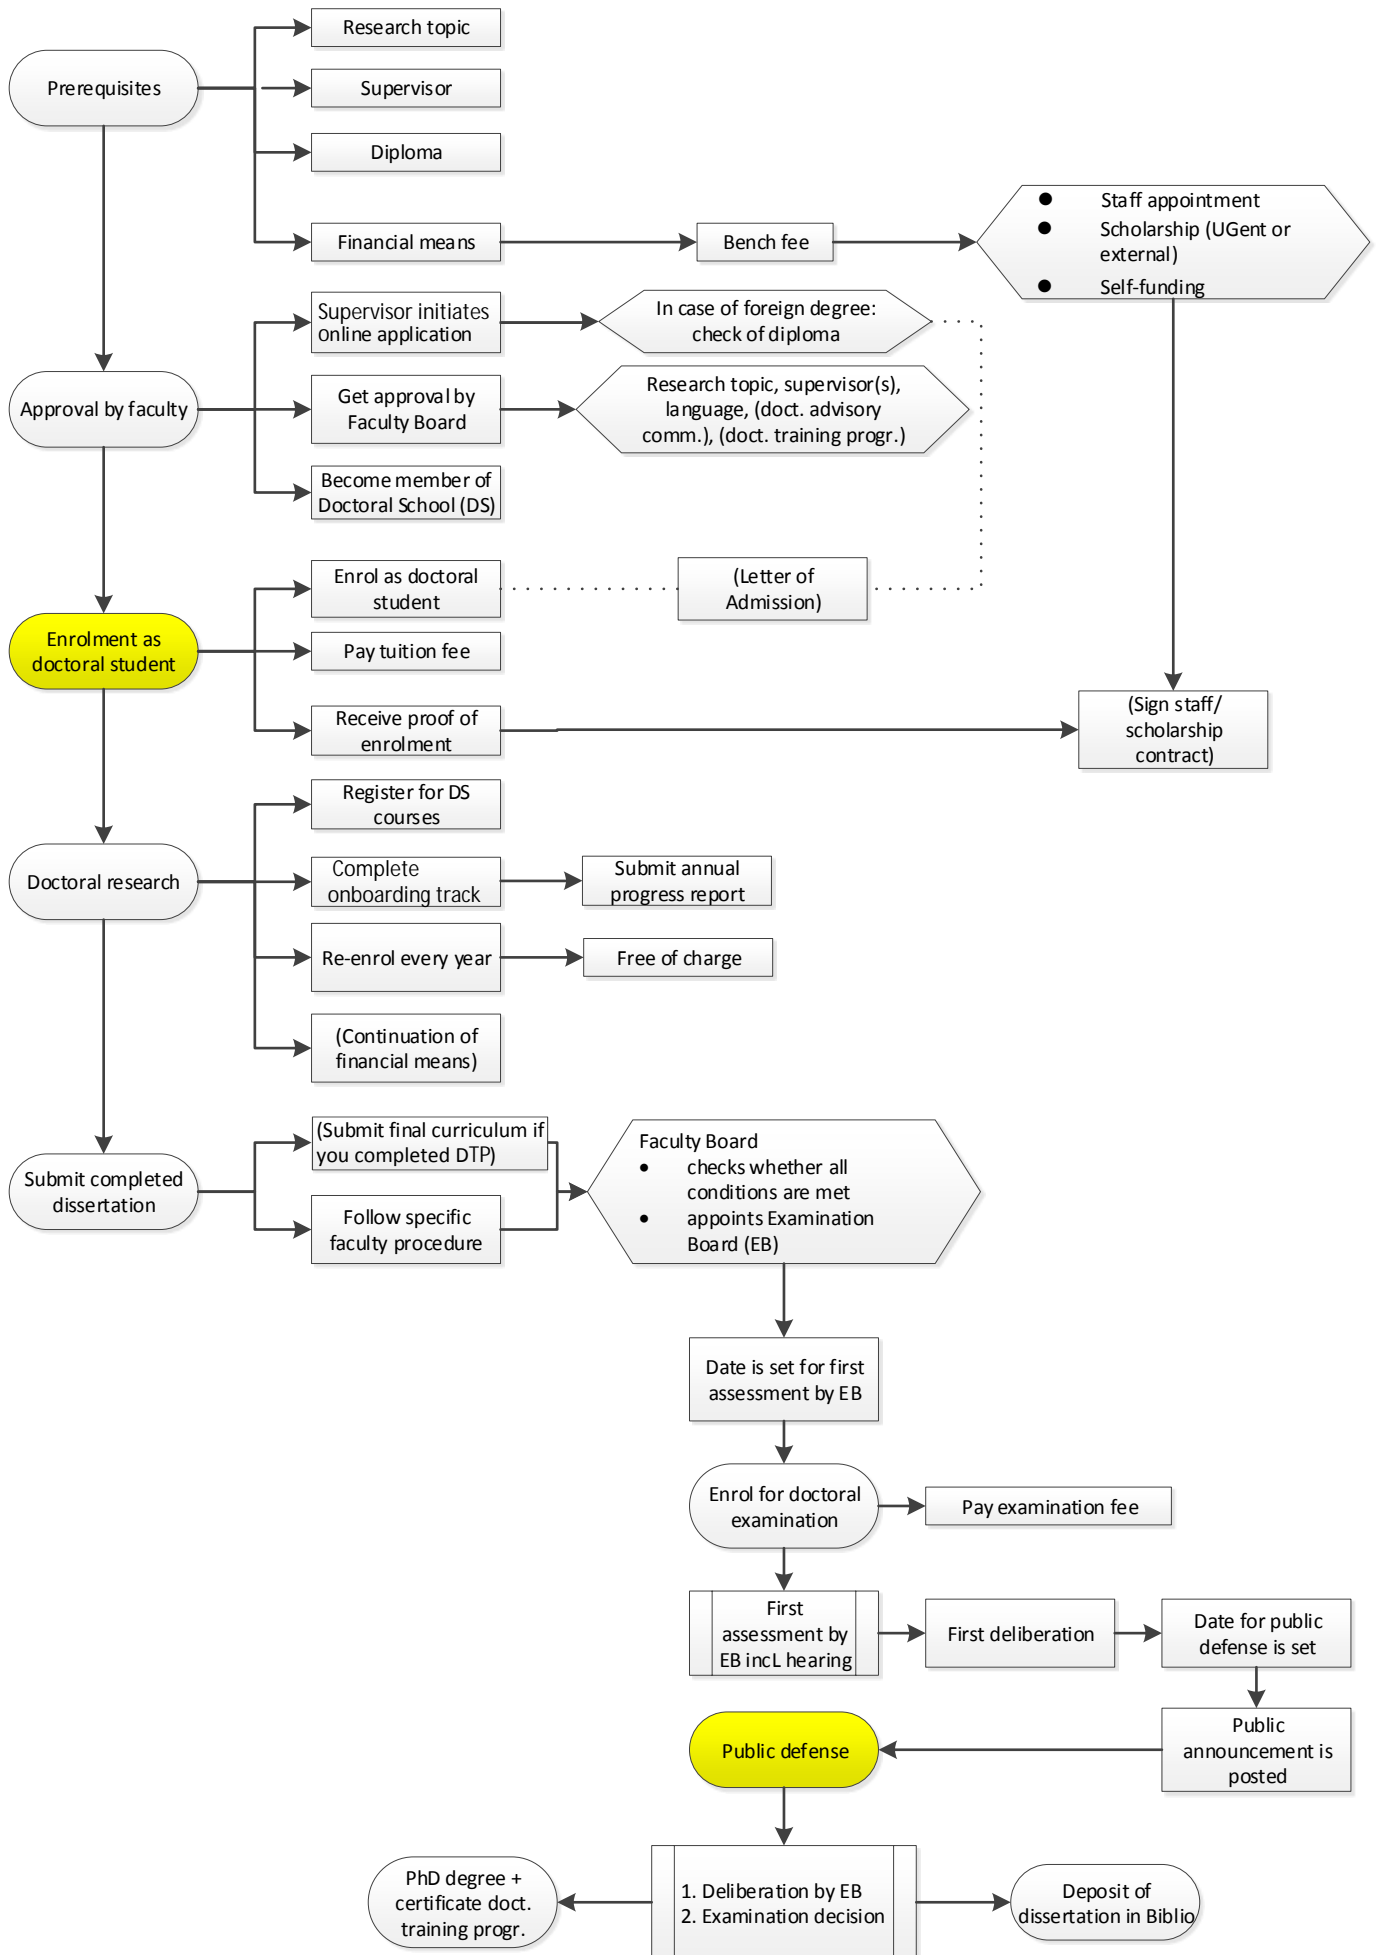 Research topic
Prerequisites
Supervisor
Diploma
Financial means
Bench fee
● Staff appointment
● Scholarship (UGent or
external)
● Self-funding
Supervisor initiates
online application
In case of foreign degree:
check of diploma
Approval by faculty
Get approval by
Faculty Board
Research topic, supervisor(s),
language, (doct. advisory
comm.), (doct. training progr.)
Become member of
Doctoral School (DS)
Enrol as doctoral
student
(Letter of
Admission)
Enrolment as
doctoral student
Pay tuition fee
Receive proof of
enrolment
(Sign staff/
scholarship
contract)
Register for DS
courses
Doctoral research
Complete
onboarding track
Submit annual
progress report
Re-enrol every year
Free of charge
(Continuation of
financial means)
Submit completed
dissertation
(Submit final curriculum if
you completed DTP)
Follow specific
faculty procedure
Faculty Board
• checks whether all
conditions are met
• appoints Examination
Board (EB)
Date is set for first
assessment by EB
Enrol for doctoral
examination
Pay examination fee
First
assessment by
EB incL hearing
First deliberation
Date for public
defense is set
Public
announcement is
posted
Public defense
1. Deliberation by EB
2. Examination decision
PhD degree +
certificate doct.
training progr.
Deposit of
dissertation in Biblio